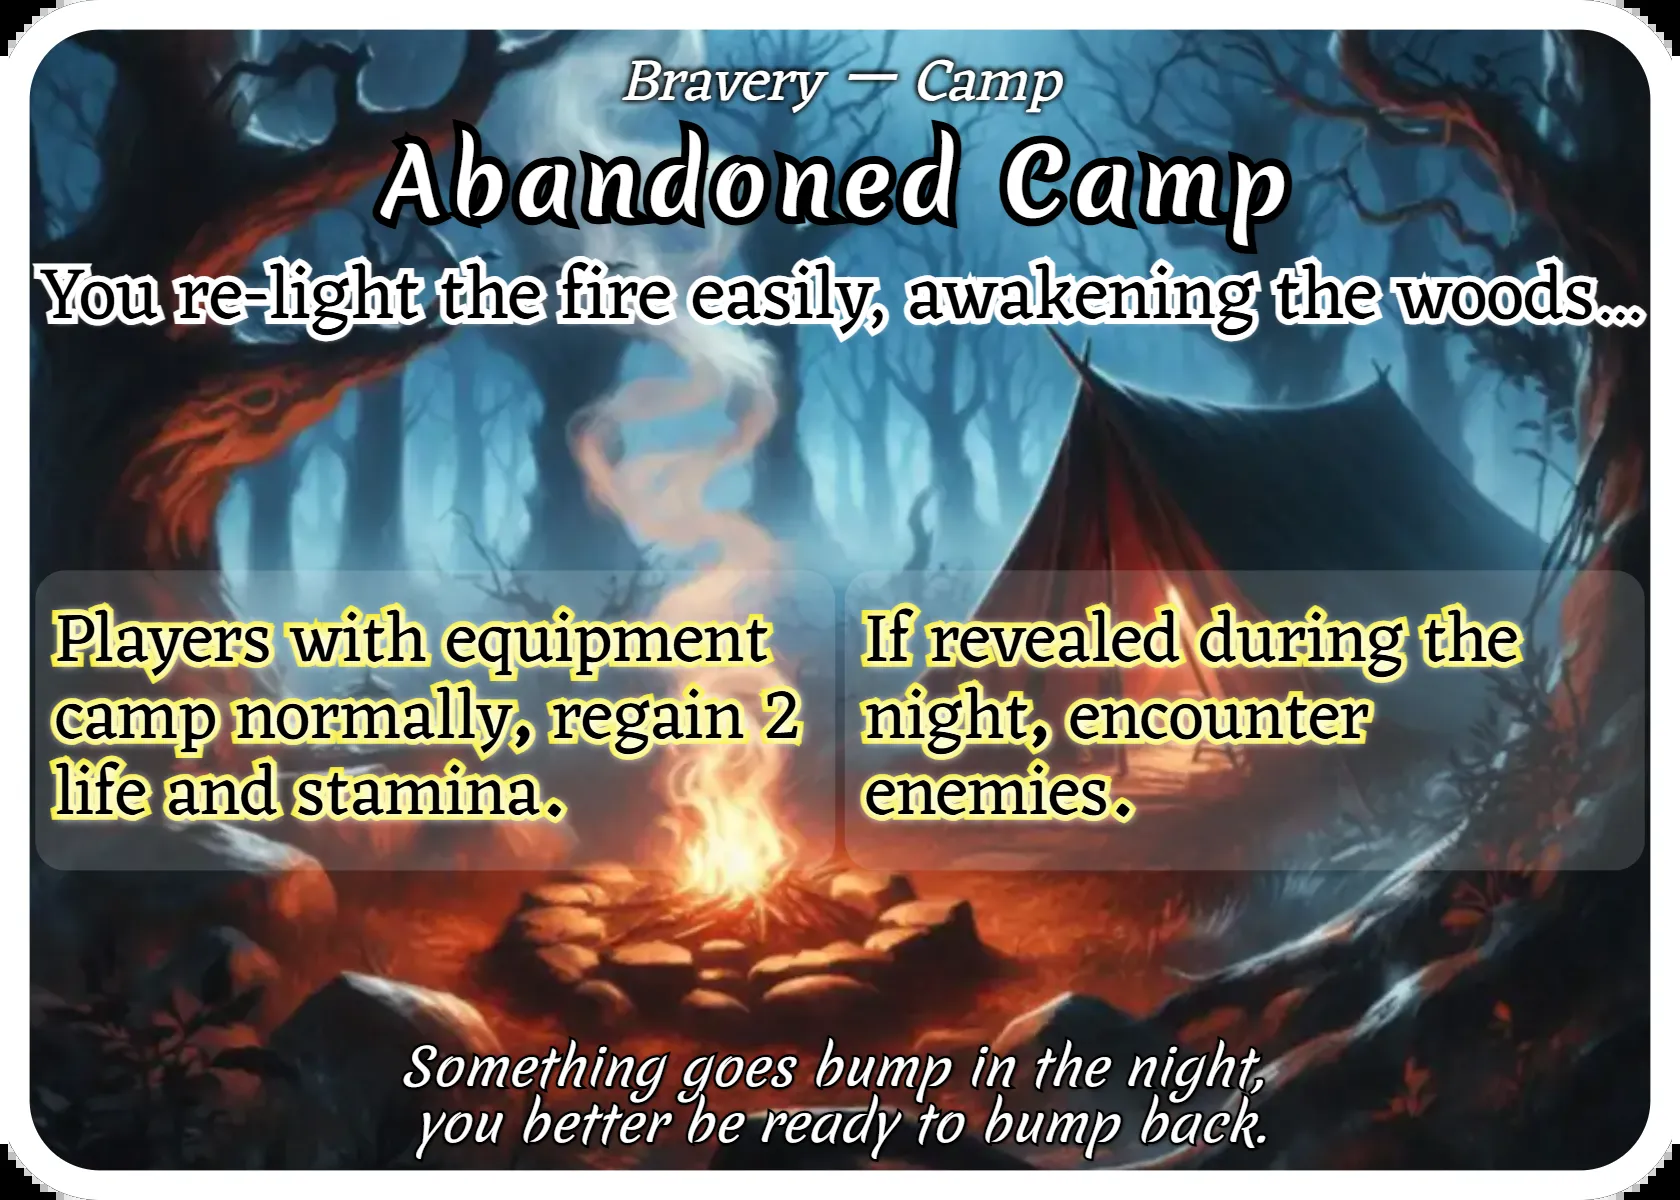 Bravery — Camp
Abandoned Camp
You re-light the fire easily, awakening the woods...
Players with equipment
camp normally, regain 2
life and stamina.
If revealed during the
night, encounter
enemies.
Something goes bump in the night,
you better be ready to bump back.